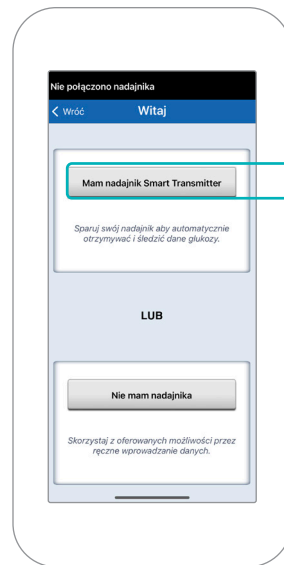 Nie połączono nadajnika
Wróć Witaj
Mam nadajnik Smart Transmitter
Sparuj swój nadajnik aby automatycznie
otrzymywać i śledzić dane glukozy.
LUB
Nie mam nadajnika
Skorzystaj z oferowanych możliwości przez
ręczne wprowadzanie danych.